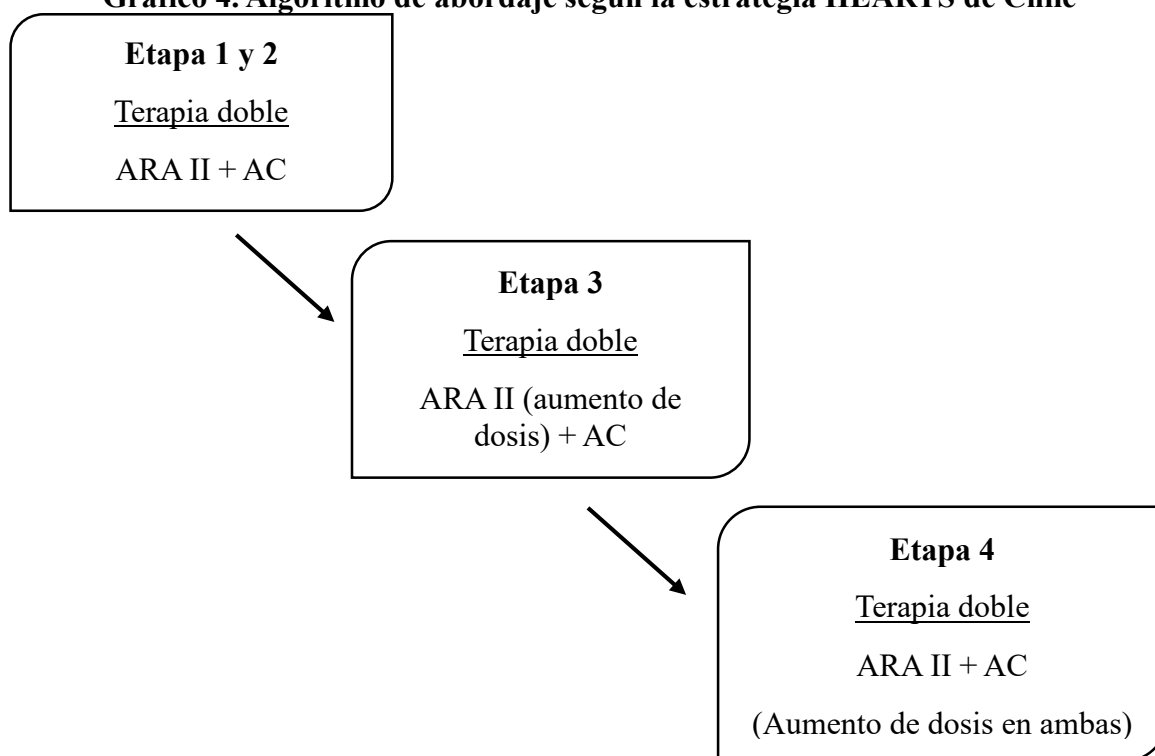 Gráfico 4. Algoritmo de abordaje según la estrategia HEARTS de Chile
Etapa 1 y 2
Terapia doble
ARA II + AC
Etapa 3
Terapia doble
ARA II (aumento de
dosis) + AC
Etapa 4
Terapia doble
ARA II + AC
(Aumento de dosis en ambas)